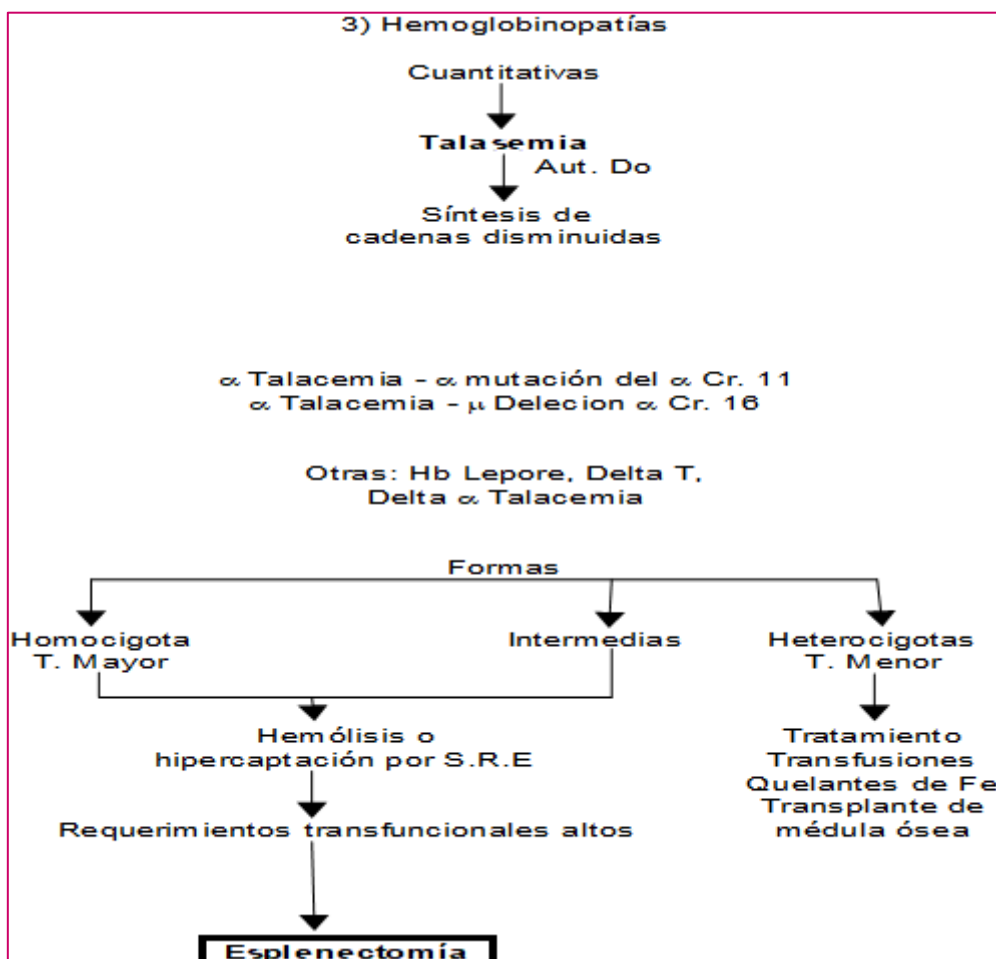 3) Hemoglobinopatías
Cuantitativas
Talasemia
Aut. Do
Síntesis de
cadenas disminuidas
α Talacemia - α mutación del α Cr. 11
α Talacemia - μ Delecion α Cr. 16
Otras: Hb Lepore, Delta T,
Delta α Talacemia
Formas
Homocigota
T. Mayor
Intermedias
Heterocigotas
T. Menor
Hemólisis o
hipercaptación por S.R.E
Requerimientos transfuncionales altos
Esplenectomía
Tratamiento
Transfusiones
Quelantes de Fe
Transplante de
médula ósea